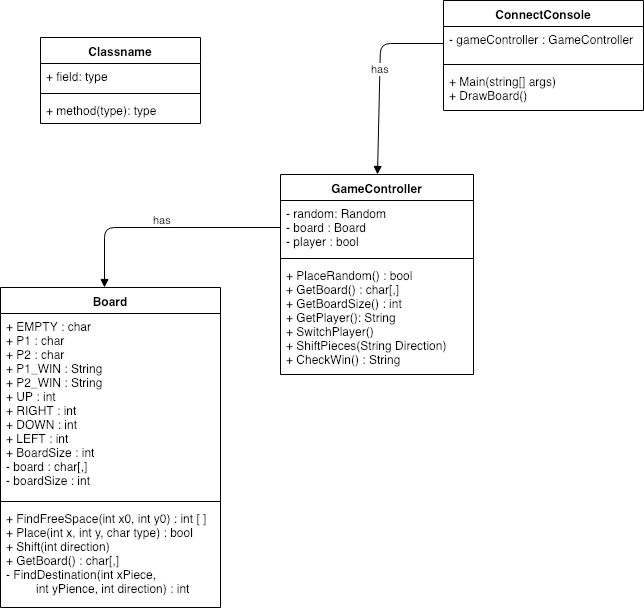 ConnectConsole
- gameController : GameController
+ Main(string[] args)
+ DrawBoard()
Classname
+ field: type
+ method(type): type
has
GameController
- random: Random
- board : Board
- player : bool
+ PlaceRandom() : bool
+ GetBoard() : char[,]
+ GetBoardSize() : int
+ GetPlayer(): String
+ SwitchPlayer()
+ ShiftPieces(String Direction)
+ CheckWin() : String
has
Board
+ EMPTY : char
+ P1 : char
+ P2 : char
+ P1_WIN : String
+ P2_WIN : String
+ UP : int
+ RIGHT : int
+ DOWN : int
+ LEFT : int
+ BoardSize : int
- board : char[,]
- boardSize : int
+ FindFreeSpace(int x0, int y0) : int [ ]
+ Place(int x, int y, char type) : bool
+ Shift(int direction)
+ GetBoard() : char[,]
- FindDestination(int xPiece,
int yPience, int direction) : int